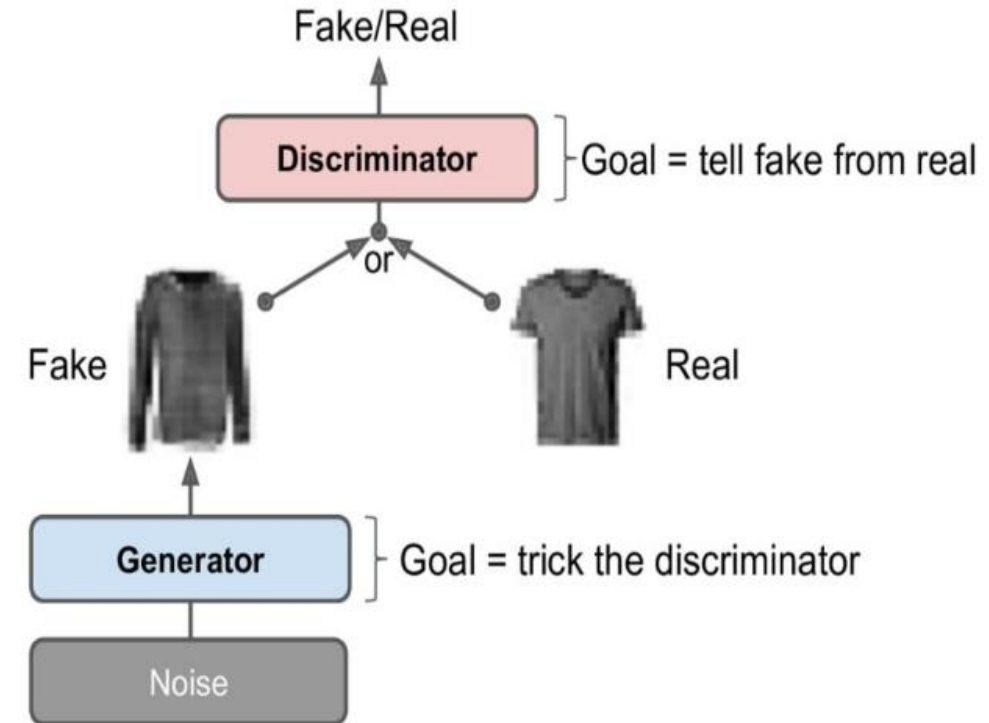 Fake/Real
Discriminator
Goal = tell fake from real
or
Fake
Real
Generator
Goal = trick the discriminator
Noise